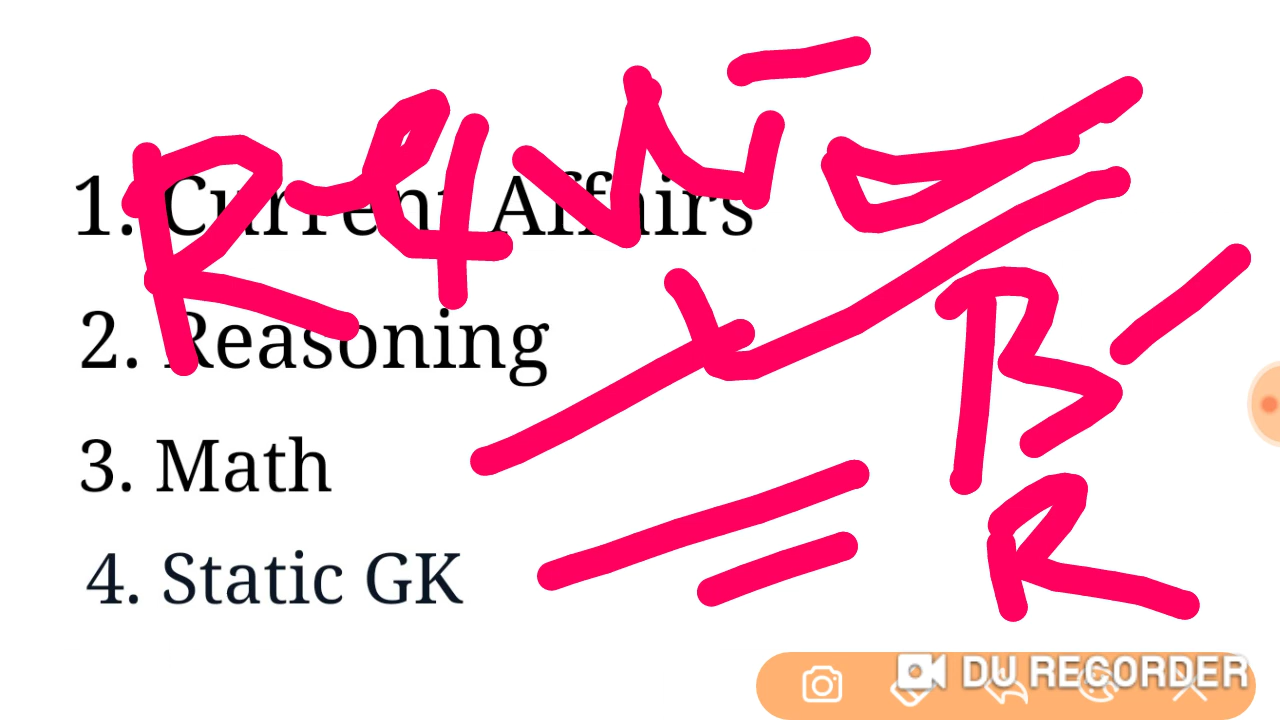 1. Current Affairs
2. Reasoning
3. Math
4. Static GK
B
R
DU RECORDER